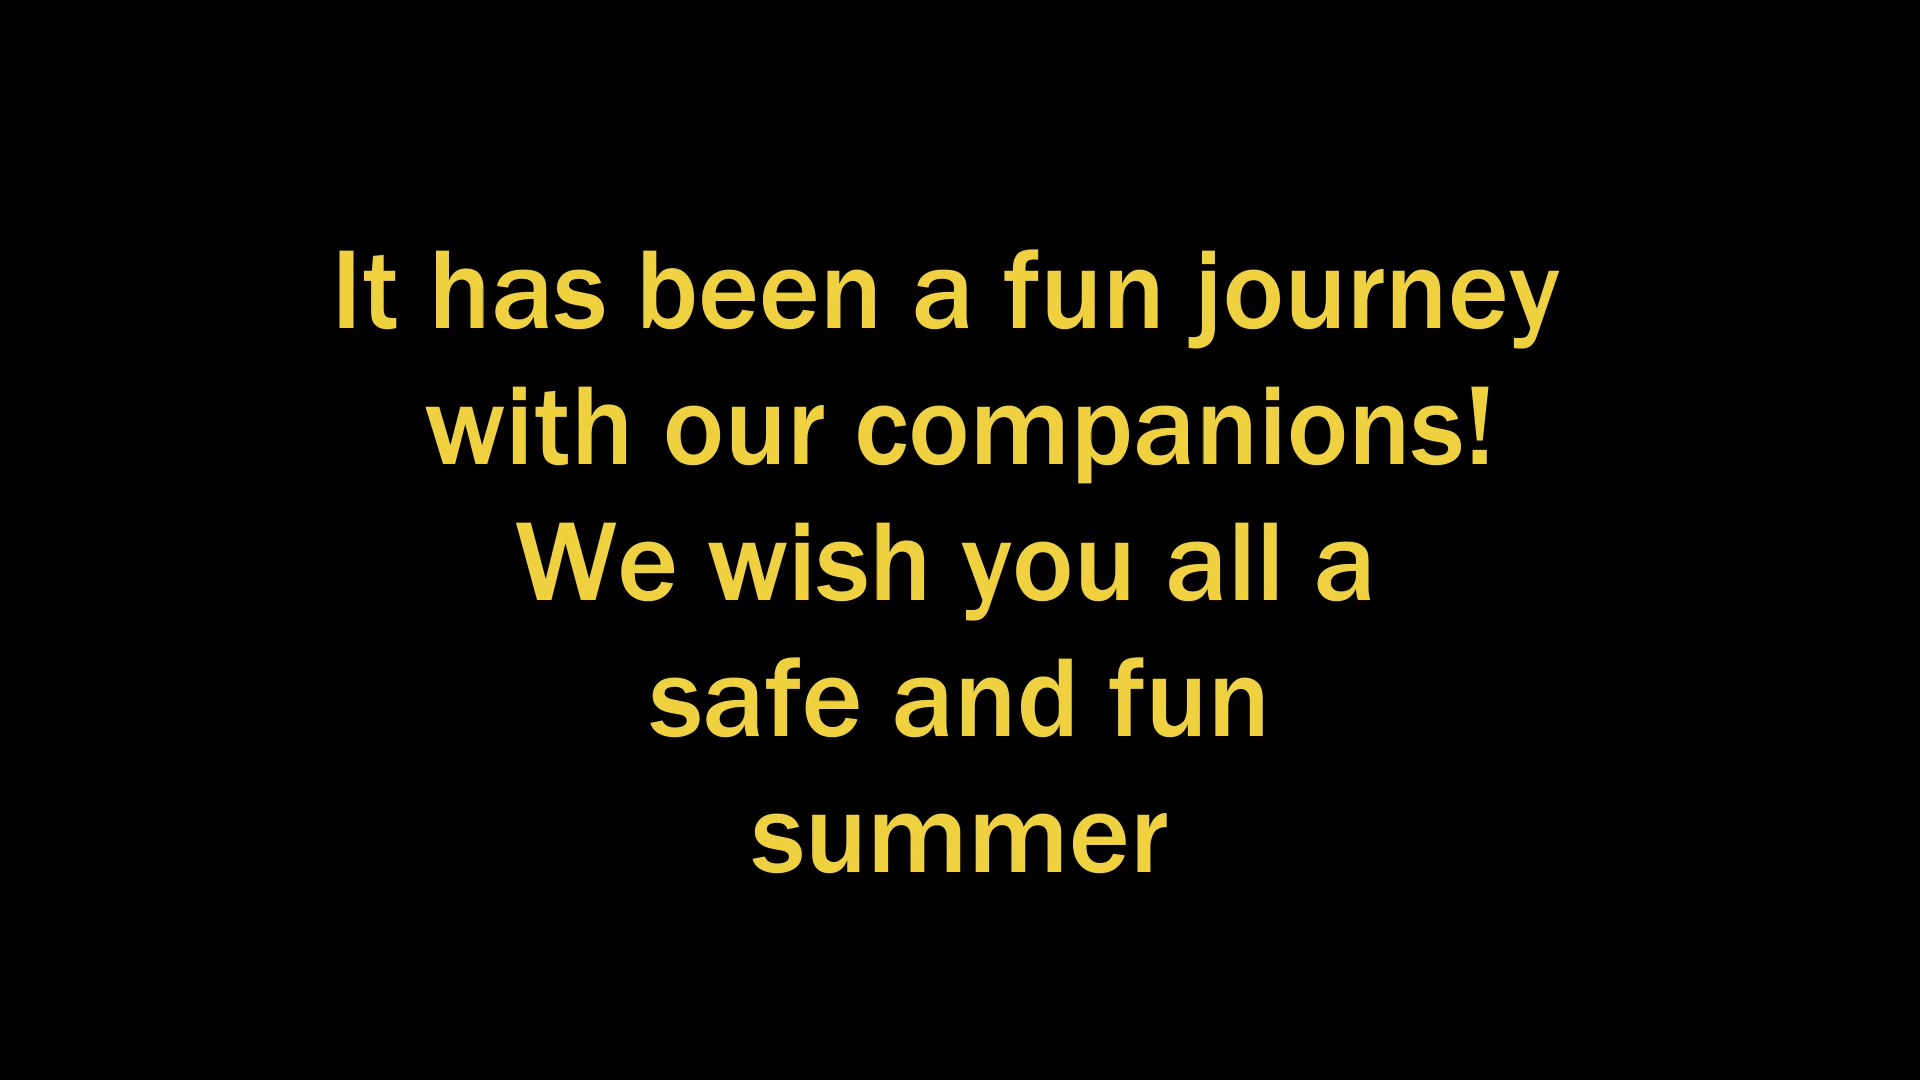 It has been a fun journey
with our companions!
We wish you all a
safe and fun
summer